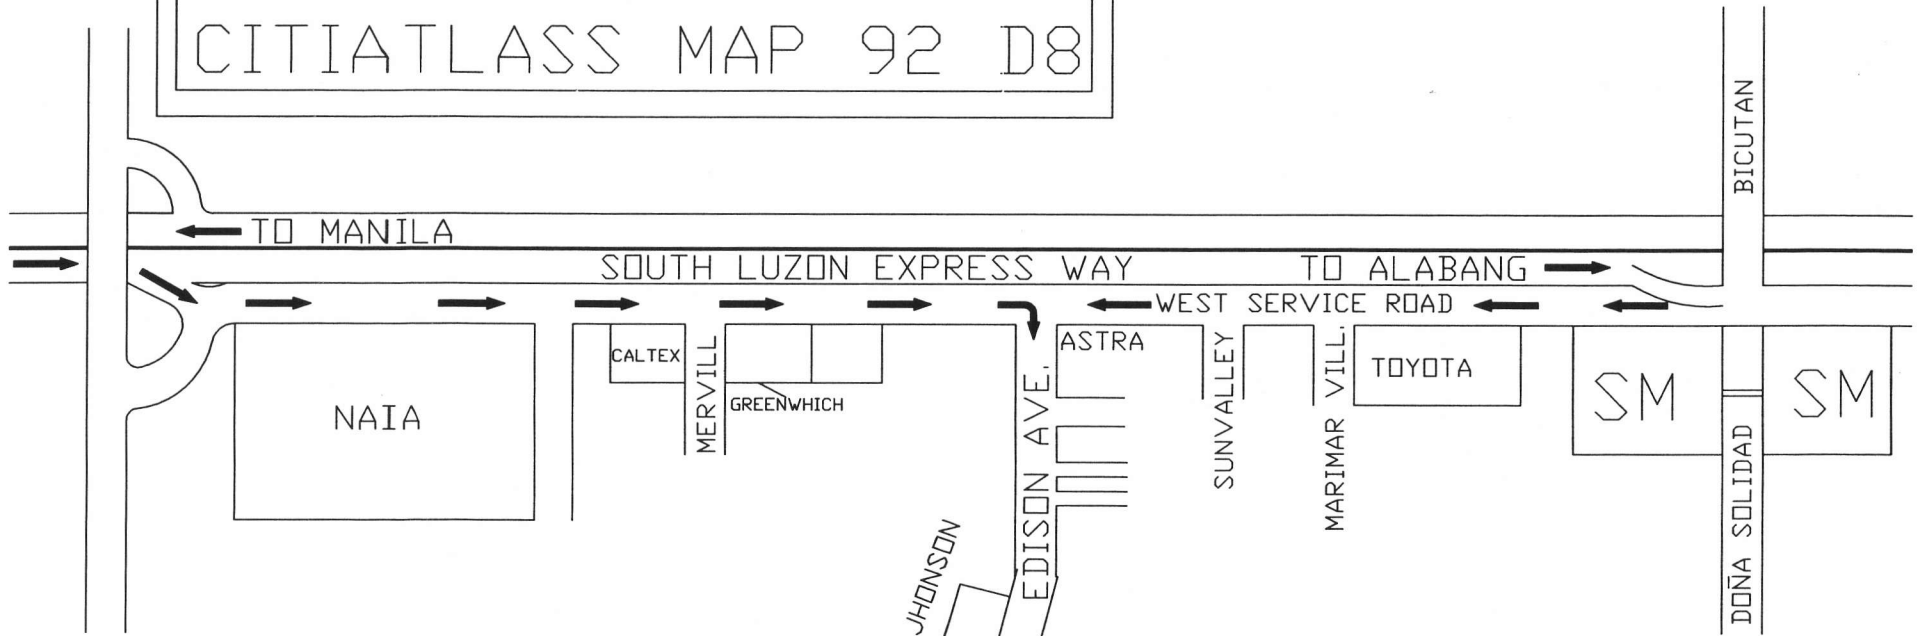 CITIATLASS MAP 92 D8
BICUTAN
TO MANILA
SOUTH LUZON EXPRESS WAY
TO ALABANG
WEST SERVICE ROAD
CALTEX
MERVILL
GREENWHICH
NAIA
ASTRA
EDISON AVE.
SUNVALLEY
MARIMAR VILL.
TOYOTA
SM
SM
JHONSON
DOÑA SOLIDAD